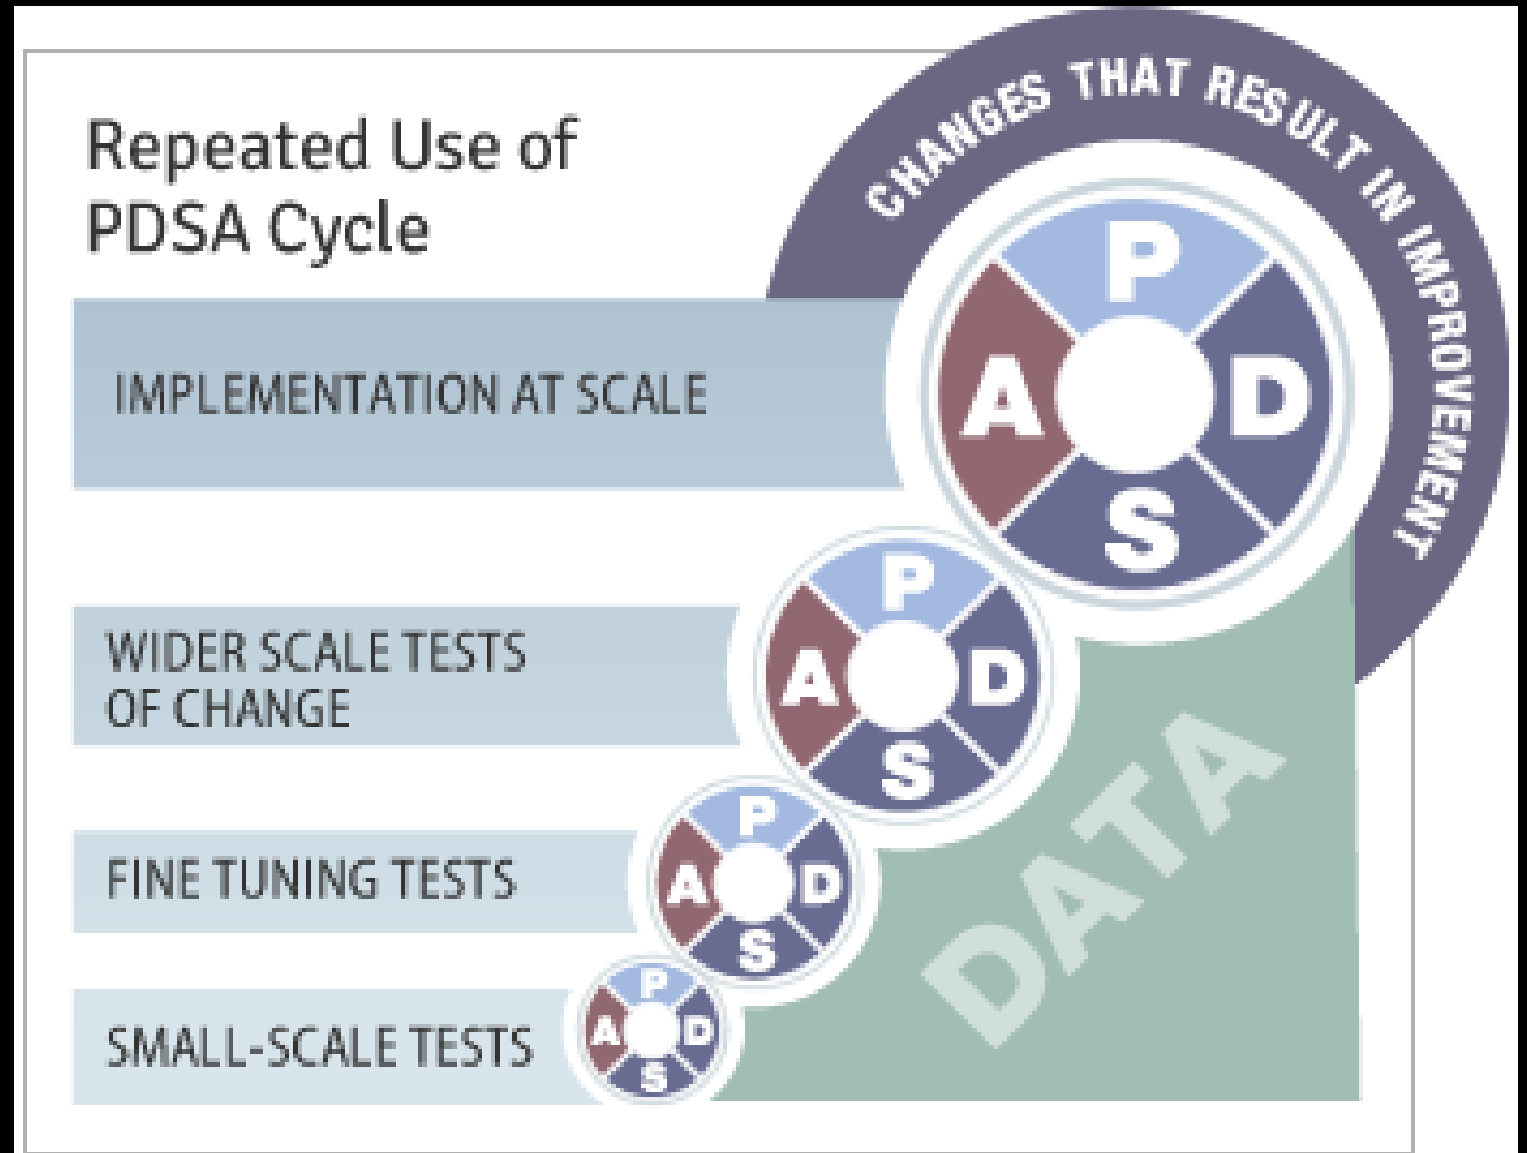 Repeated Use of
PDSA Cycle
CHANGES THAT RESULT IN IMPROVEMENT
IMPLEMENTATION AT SCALE
P
A D
S
WIDER SCALE TESTS
OF CHANGE
P
A D
S
FINE TUNING TESTS
P
A D
S
SMALL-SCALE TESTS
P
A D
S
DATA